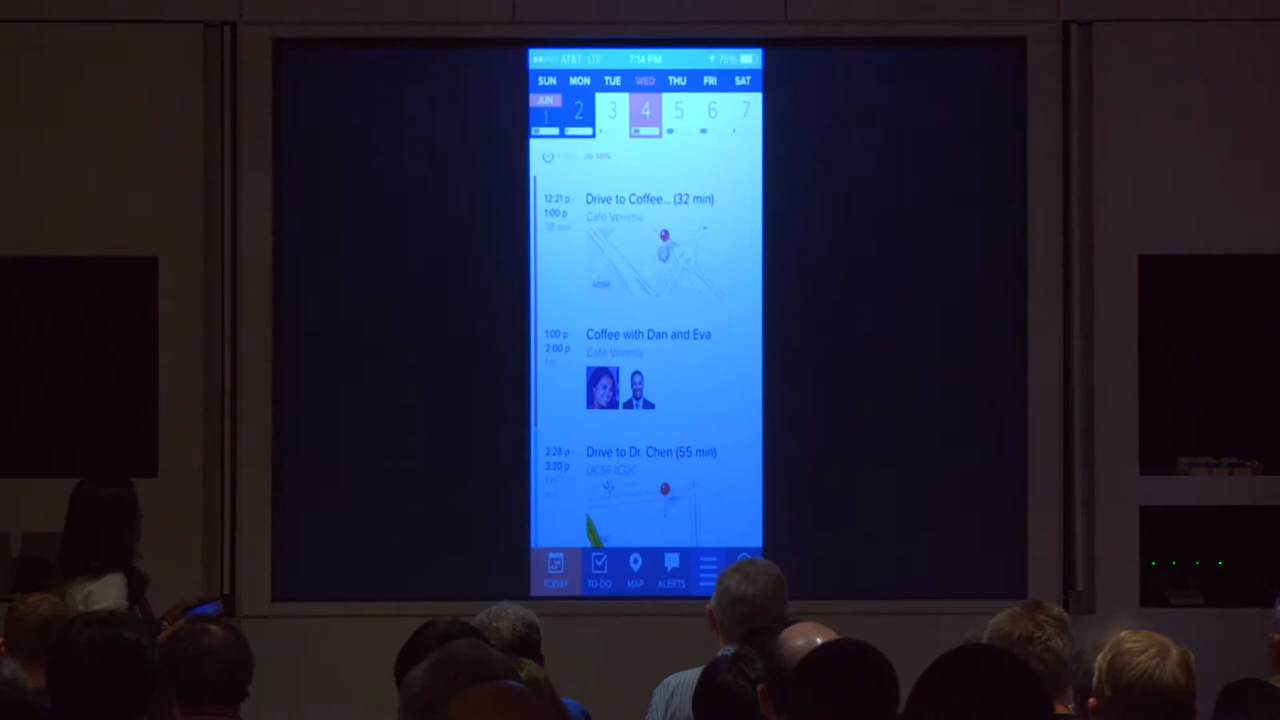 AT&T LTE 7:14 PM 75%
SUN MON TUE WED THU FRI SAT
JUN
1 2 3 4 5 6 7
12:21 p - Drive to Coffee... (32 min)
1:00 p Cafe Venetia
1:00 p - Coffee with Dan and Eva
2:00 p Cafe Venetia
2:28 p - Drive to Dr. Chen (55 min)
3:20 p
TODAY TO-DO MAP ALERTS